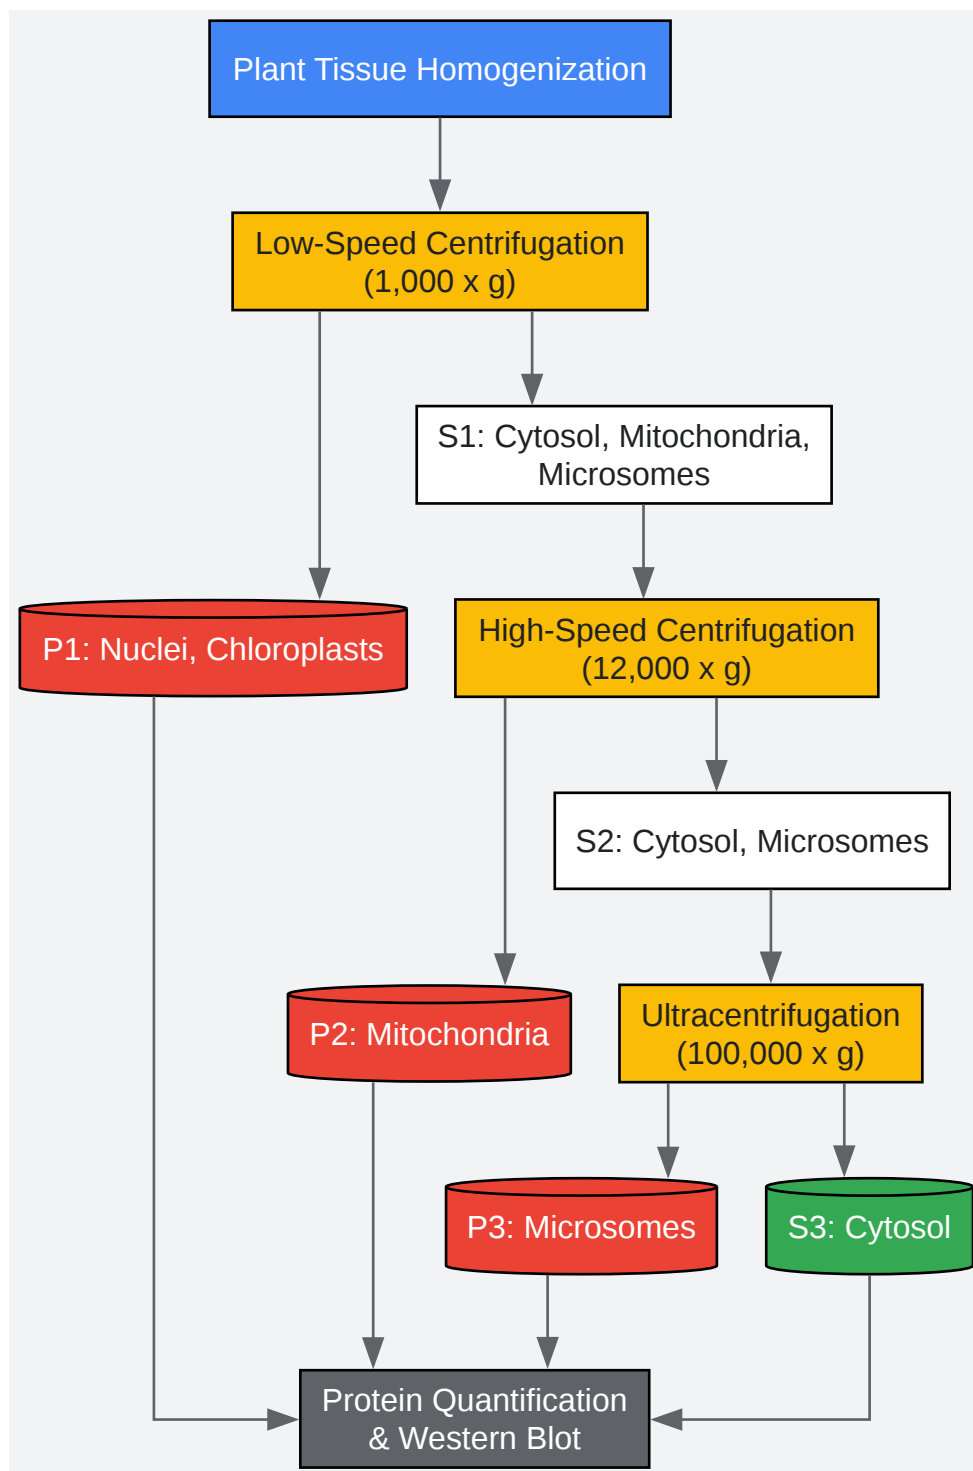 Plant Tissue Homogenization
Low-Speed Centrifugation
(1,000 x g)
S1: Cytosol, Mitochondria,
Microsomes
P1: Nuclei, Chloroplasts
High-Speed Centrifugation
(12,000 x g)
S2: Cytosol, Microsomes
P2: Mitochondria
Ultracentrifugation
(100,000 x g)
P3: Microsomes
S3: Cytosol
Protein Quantification
& Western Blot